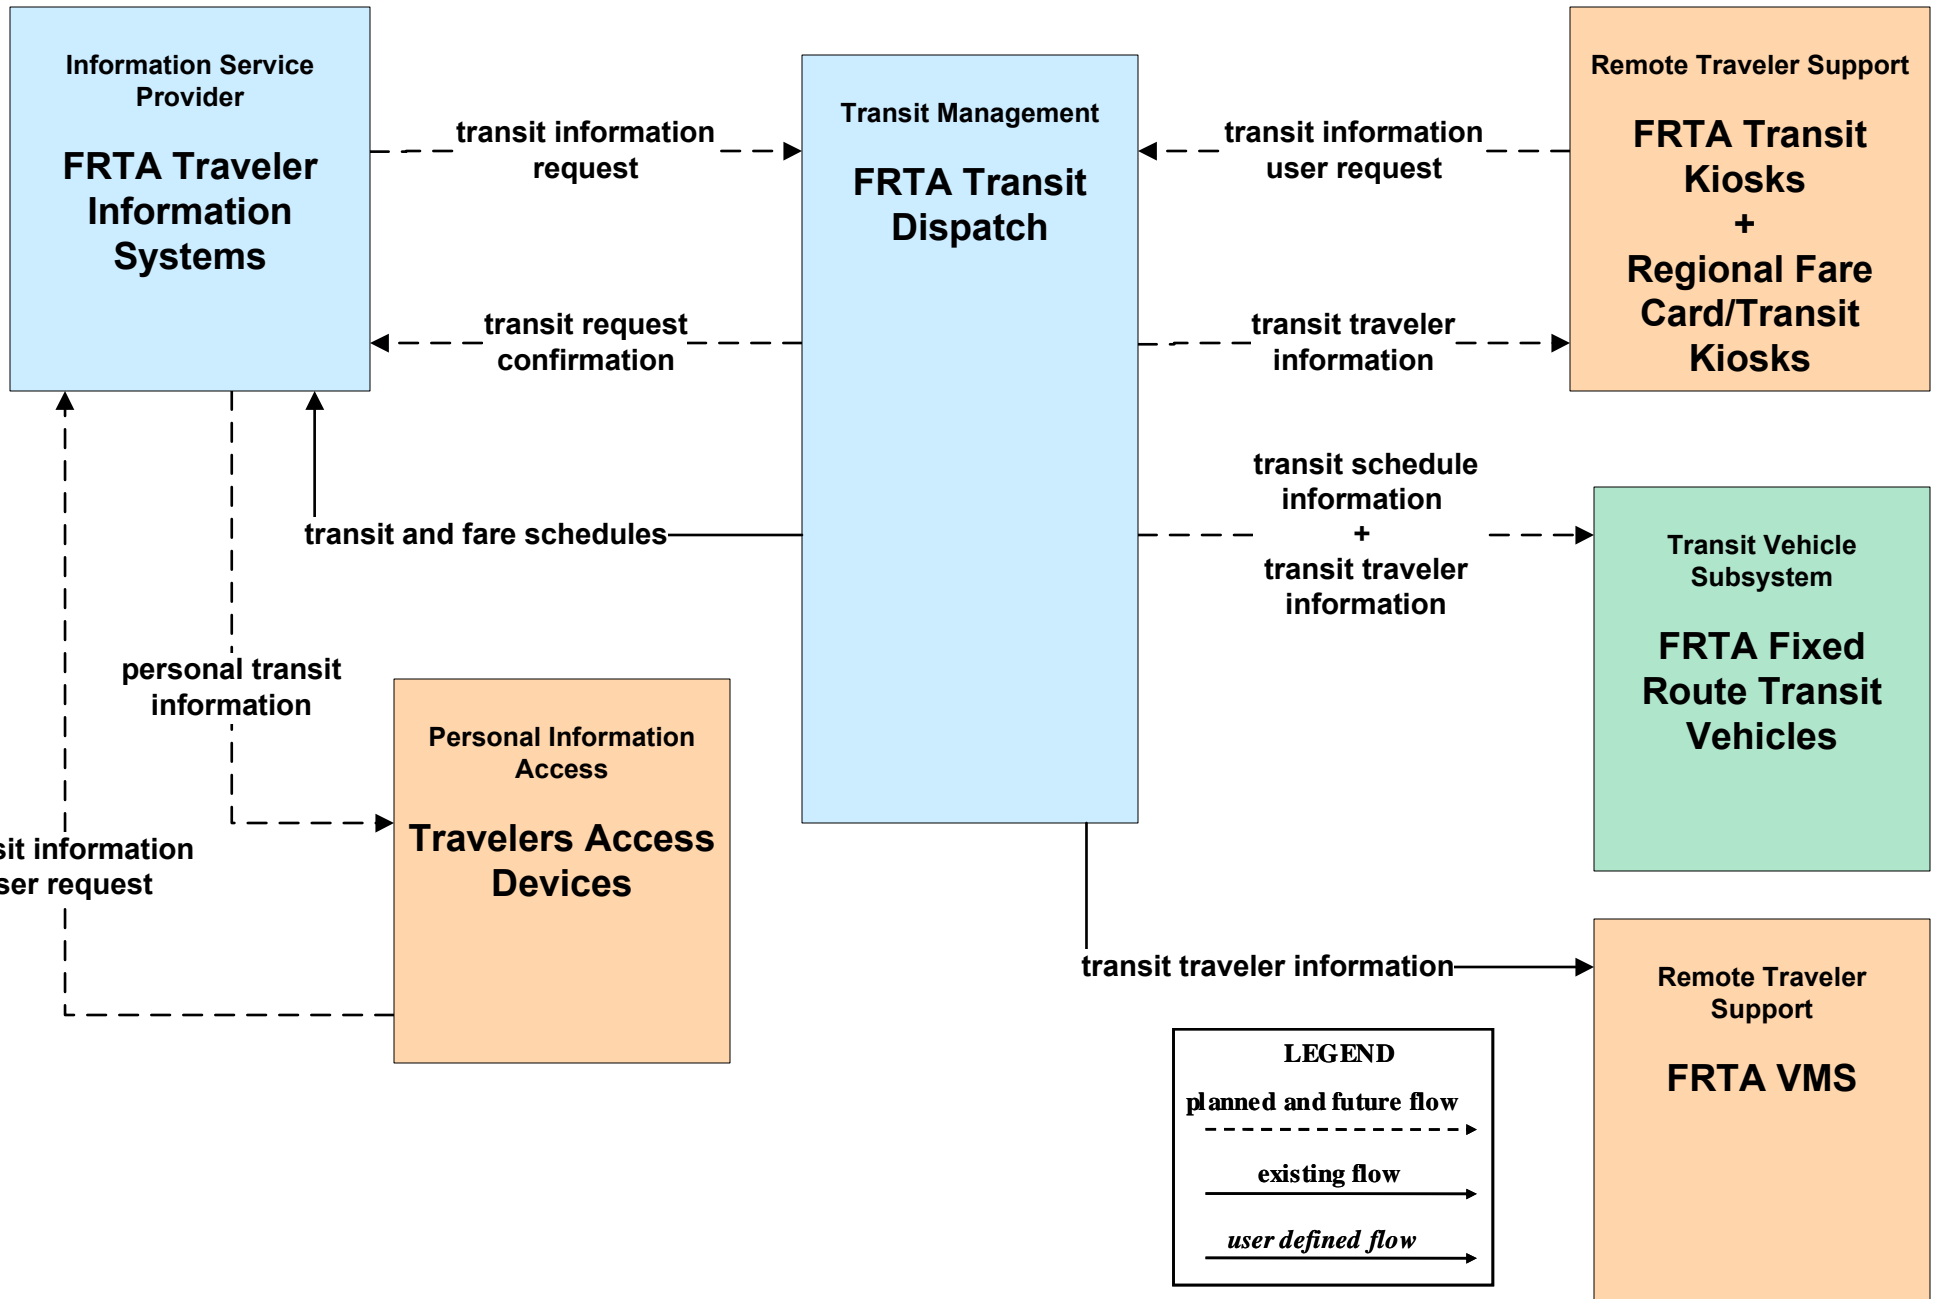 Information Service
Provider
FRTA Traveler
Information
Systems
transit information
request
Transit Management
FRTA Transit
Dispatch
transit information
user request
Remote Traveler Support
FRTA Transit
Kiosks
+
Regional Fare
Card/Transit
Kiosks
transit request
confirmation
transit traveler
information
transit and fare schedules
transit schedule
information
+
transit traveler
information
Transit Vehicle
Subsystem
FRTA Fixed
Route Transit
Vehicles
personal transit
information
Personal Information
Access
Travelers Access
Devices
information
request
transit traveler information
Remote Traveler
Support
FRTA VMS
LEGEND
planned and future flow
existing flow
user defined flow